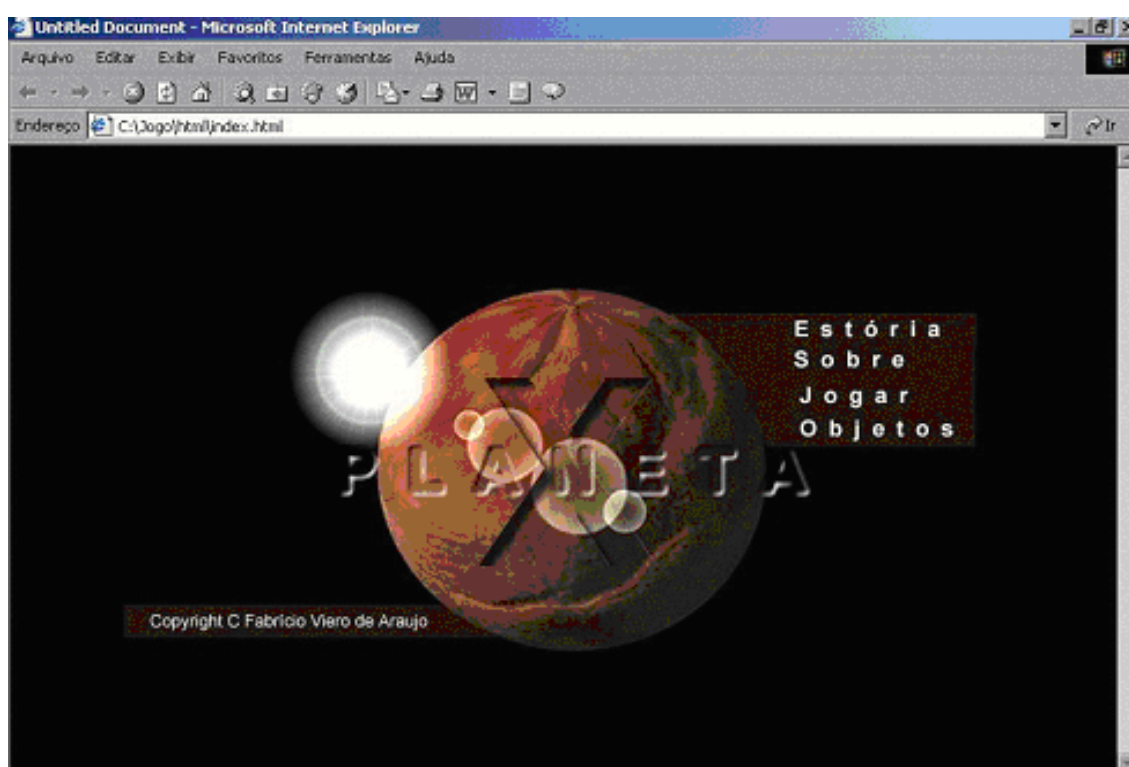 Untitled Document - Microsoft Internet Explorer
Arquivo Editar Exibir Favoritos Ferramentas Ajuda
Endereço C:\Jogo\html\index.html Ir
Estória
Sobre
Jogar
Objetos
X
PLANETA
Copyright C Fabrício Viero de Araujo